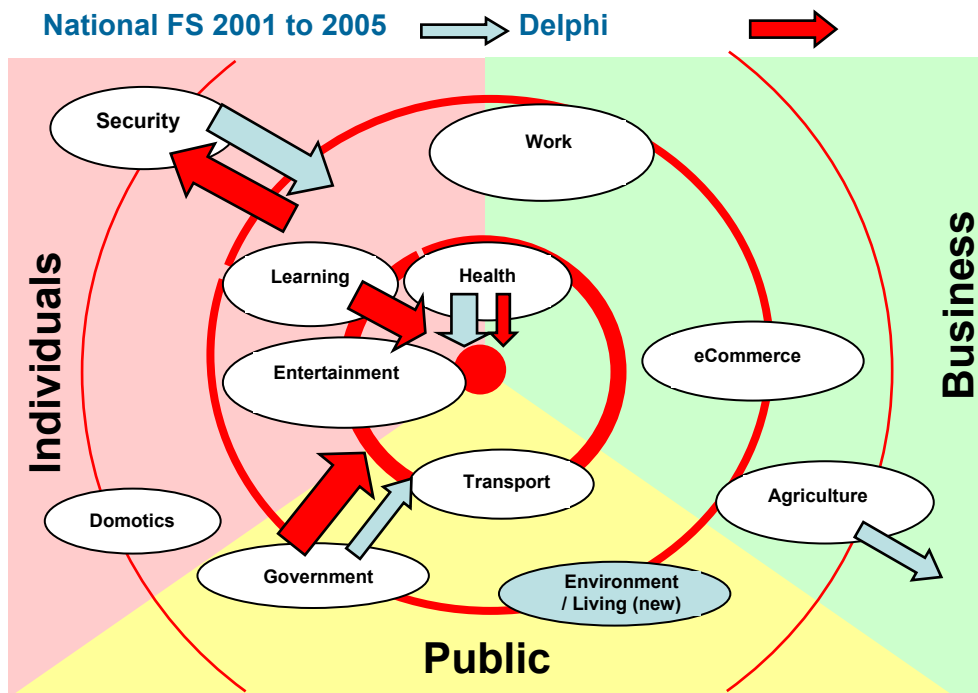 National FS 2001 to 2005 Delphi
Security
Work
Learning
Health
Individuals
Business
eCommerce
Entertainment
Transport
Agriculture
Domotics
Government
Environment
/ Living (new)
Public